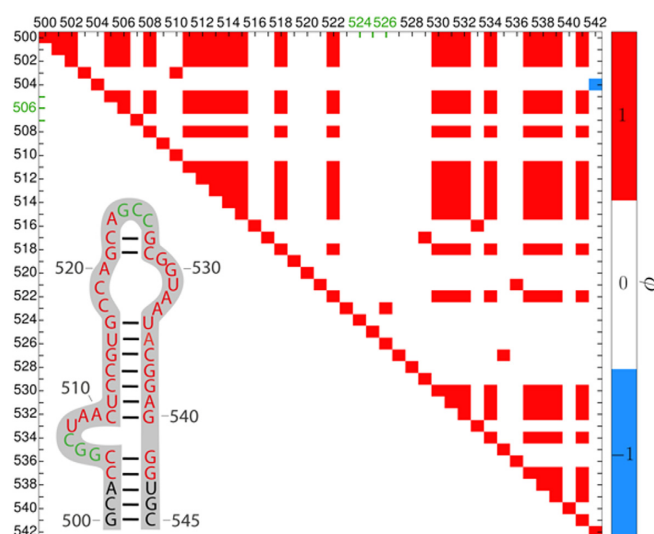 500 502 504 506 508 510 512 514 516 518 520 522 524 526 528 530 532 534 536 538 540 542
500
502
504
506
508
510
512
514
516
518
520
522
524
526
528
530
532
534
536
538
540
542
G C
A C
C G
G C G
520 A G 530
C U
C A A
G U
U A
G C
C G
C G
510 U A
U A A C G 540
C G G C G
C G
A U
C G
500 G C 545
1
0 φ
−1